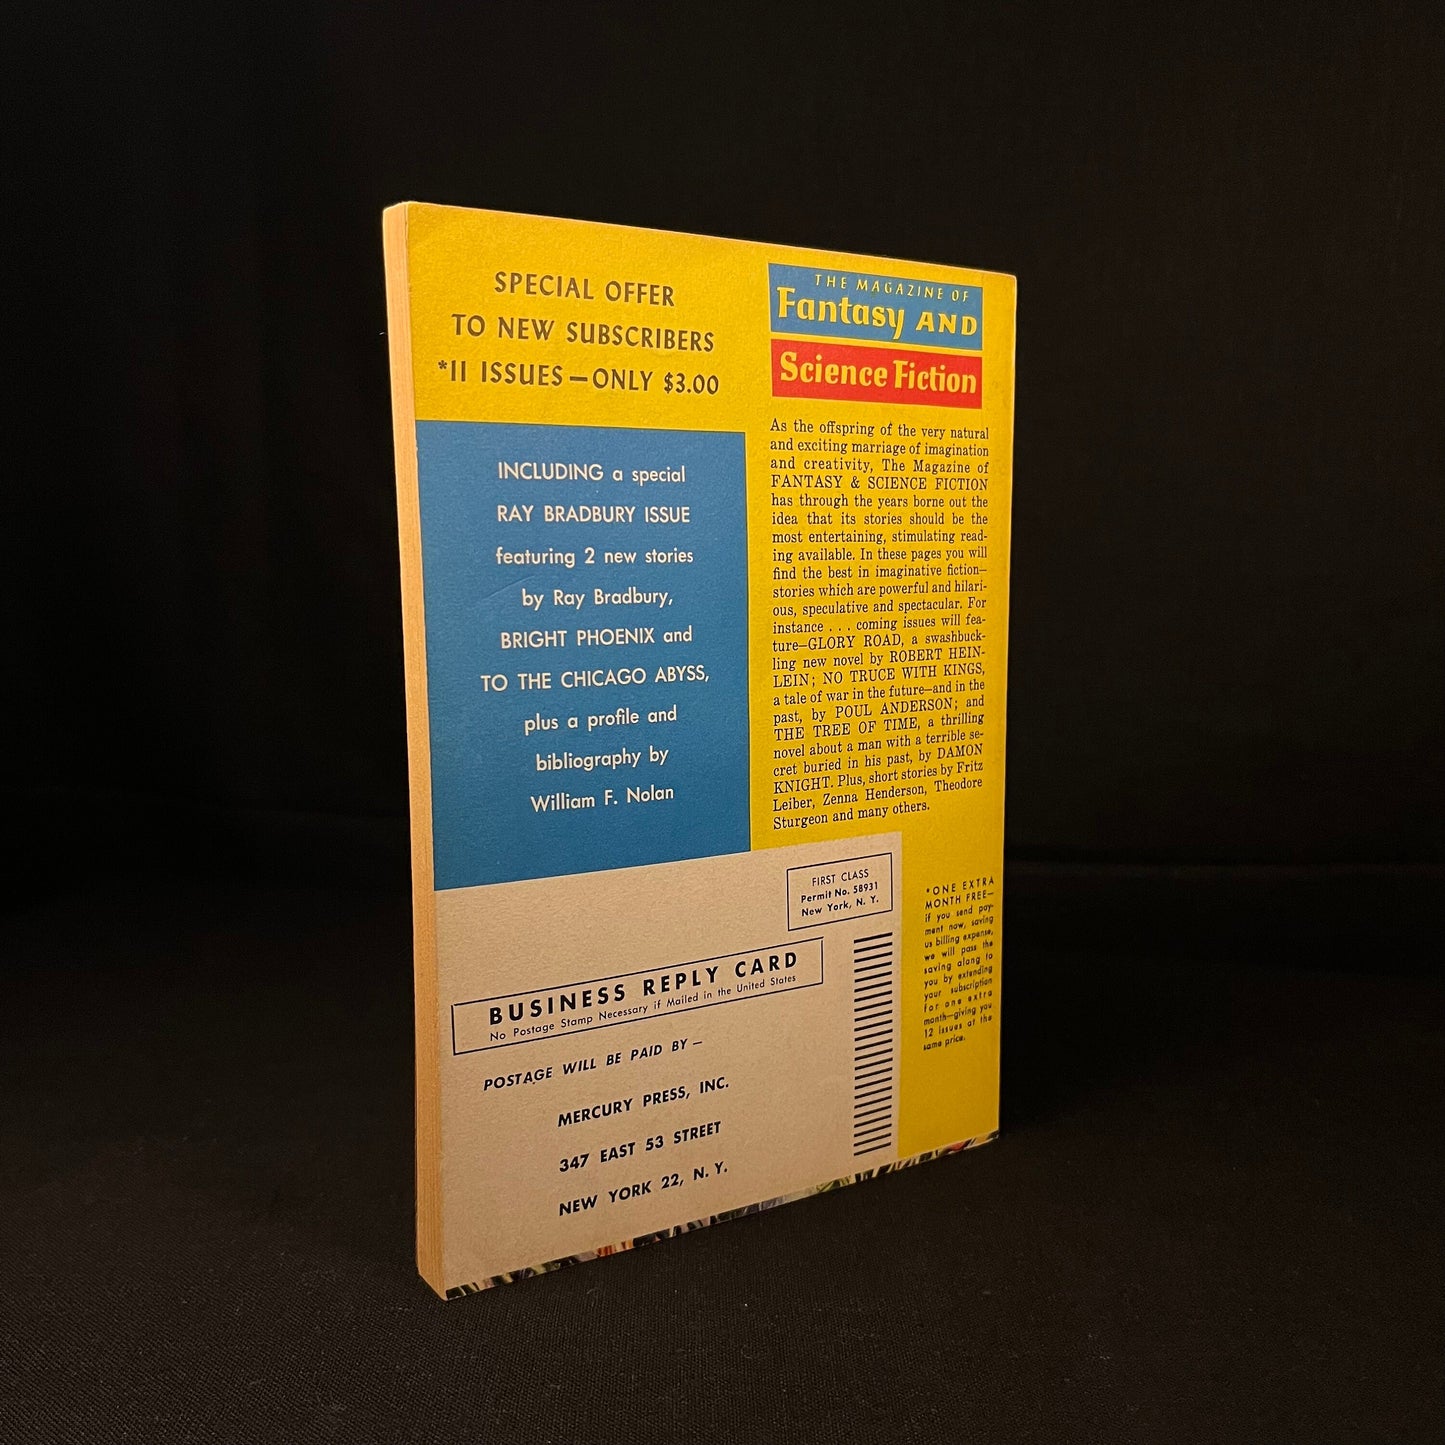 SPECIAL OFFER
TO NEW SUBSCRIBERS
*11 ISSUES—ONLY $3.00
INCLUDING a special
RAY BRADBURY ISSUE
featuring 2 new stories
by Ray Bradbury,
BRIGHT PHOENIX and
TO THE CHICAGO ABYSS,
plus a profile and
bibliography by
William F. Nolan
THE MAGAZINE OF
Fantasy AND
Science Fiction
As the offspring of the very natural
and exciting marriage of imagination
and creativity, The Magazine of
FANTASY & SCIENCE FICTION
has through the years borne out the
idea that its stories should be the
most entertaining, stimulating read-
ing available. In these pages you will
find the best in imaginative fiction—
stories which are powerful and hilari-
ous, speculative and spectacular. For
instance . . . coming issues will fea-
ture—GLORY ROAD, a swashbuck-
ling new novel by ROBERT HEIN-
LEIN; NO TRUCE WITH KINGS,
a tale of war in the future—and in the
past, by POUL ANDERSON; and
THE TREE OF TIME, a thrilling
novel about a man with a terrible se-
cret buried in his past, by DAMON
KNIGHT. Plus, short stories by Fritz
Leiber, Zenna Henderson, Theodore
Sturgeon and many others.
FIRST CLASS
Permit No. 58931
New York, N. Y.
BUSINESS REPLY CARD
No Postage Stamp Necessary if Mailed in the United States
POSTAGE WILL BE PAID BY—
MERCURY PRESS, INC.
347 EAST 53 STREET
NEW YORK 22, N. Y.
*ONE EXTRA
MONTH FREE—
if you send pay-
ment now, saving
us billing expense,
we will pass the
saving along to
you by extending
your subscription
for one extra
month—giving you
12 issues at the
same price.